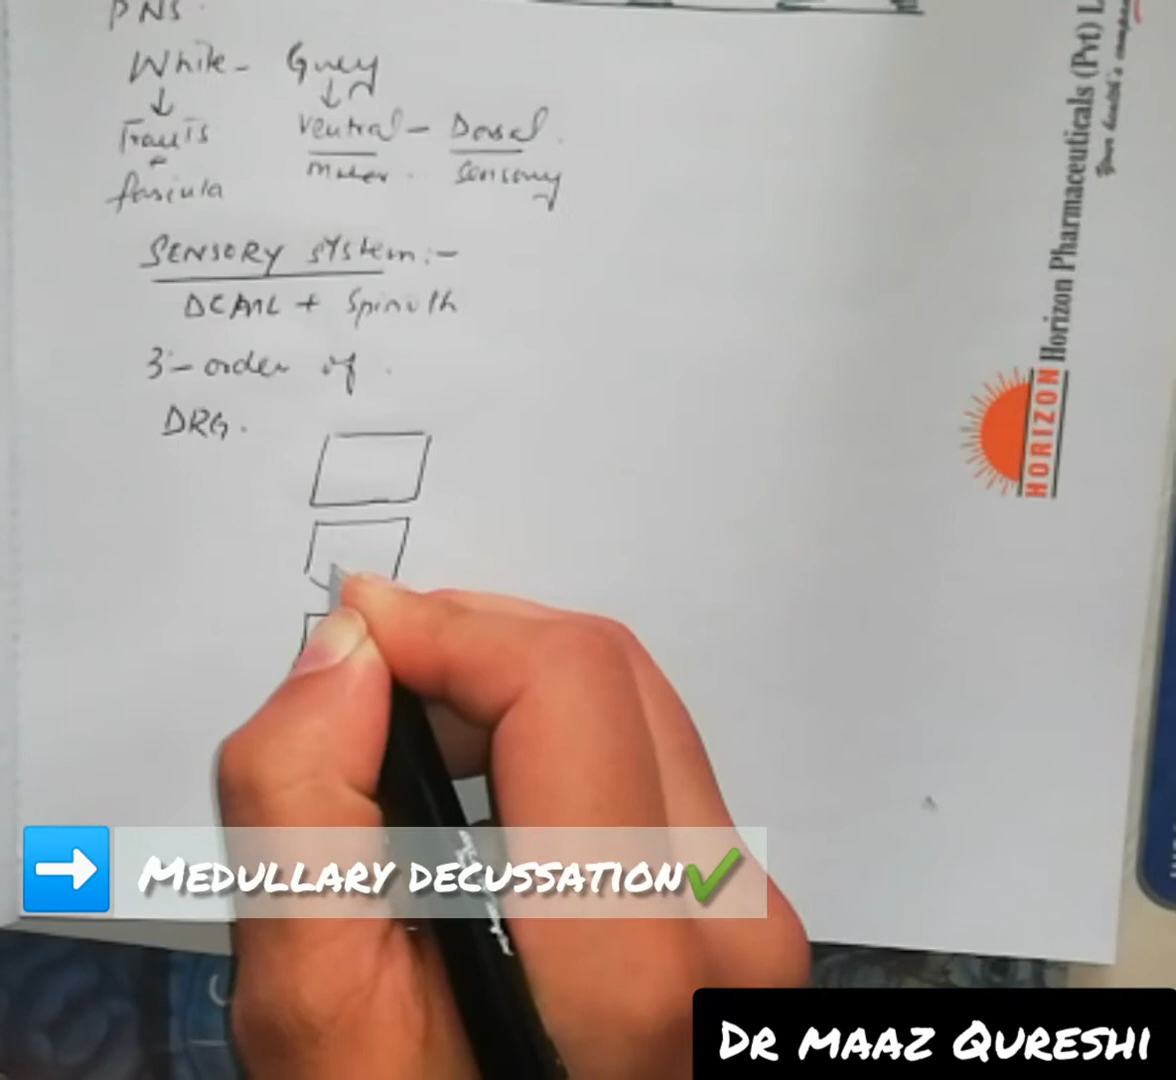 PNS.
White - Grey
Tracts Ventral - Dorsal.
fasiula motor. sensory
SENSORY SYStem:-
DCML + Spinoth
3-order of.
DRG.
HORIZON Horizon Pharmaceuticals (Pvt) L
MEDULLARY DECUSSATION
DR MAAZ QURESHI